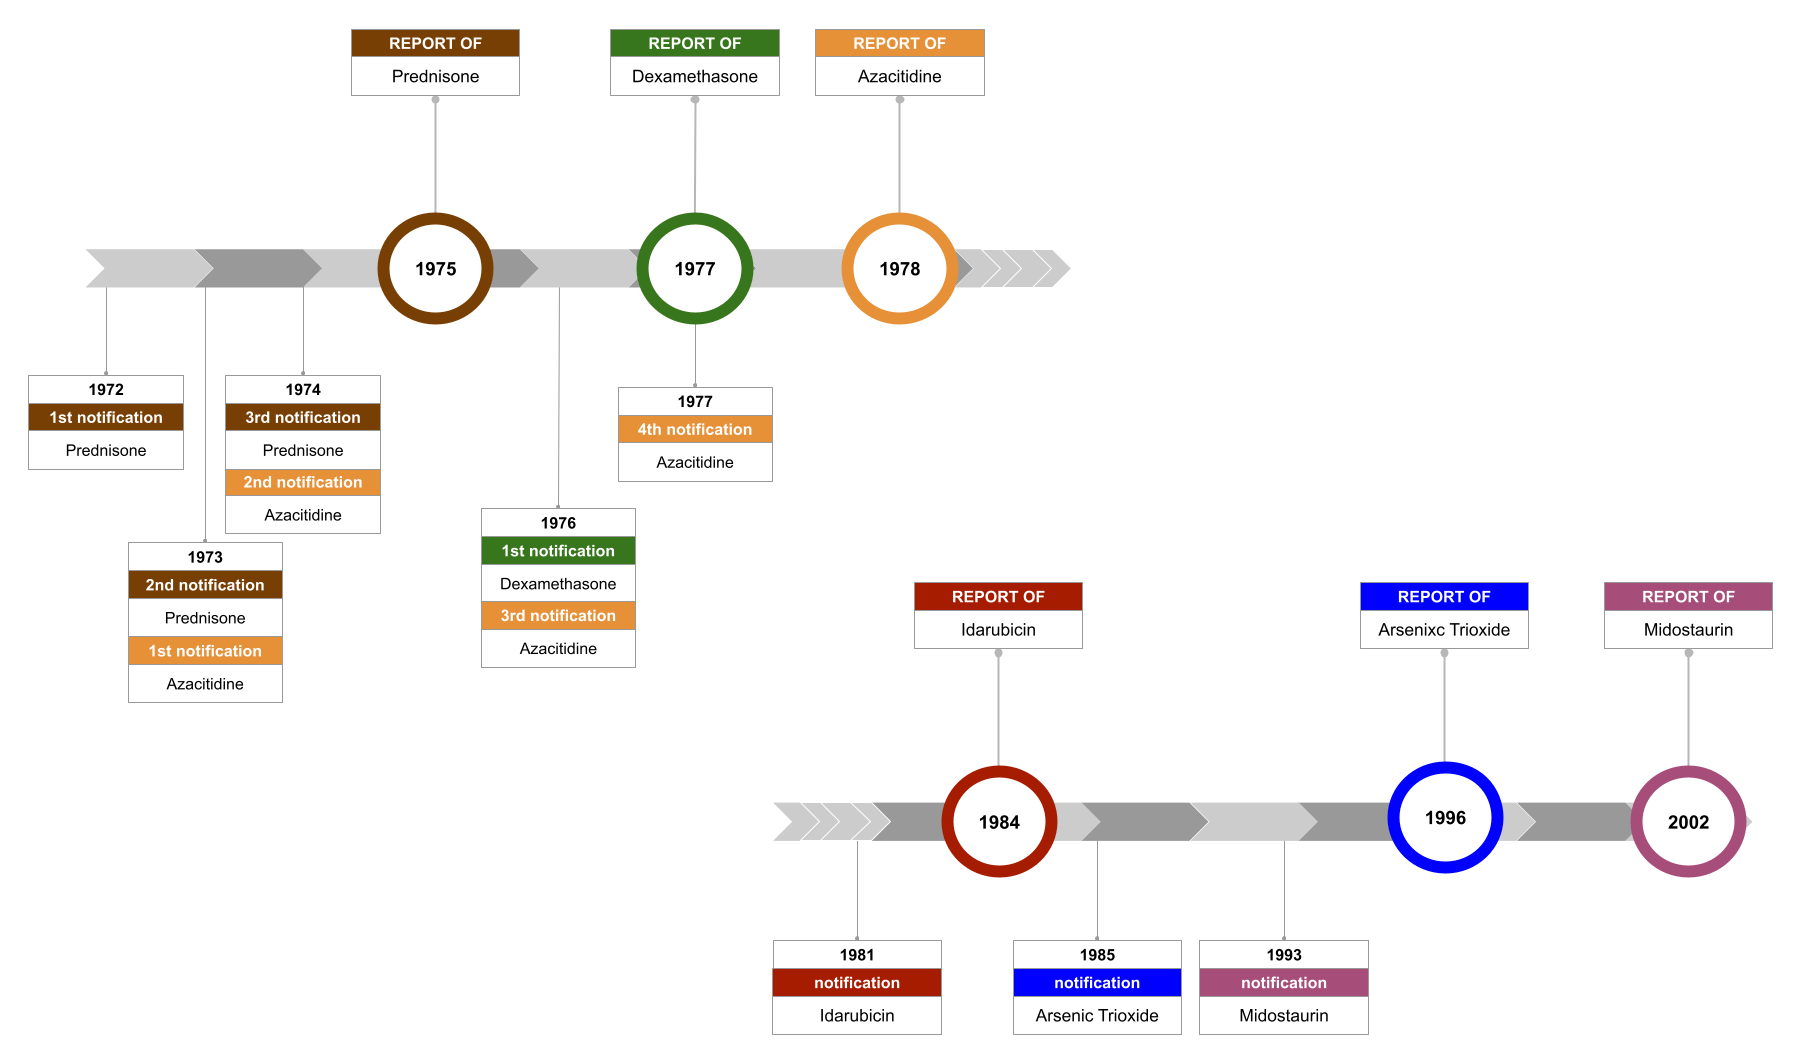 REPORT OF
Prednisone
REPORT OF
Dexamethasone
REPORT OF
Azacitidine
1975
1977
1978
1972
1st notification
Prednisone
1974
3rd notification
Prednisone
2nd notification
Azacitidine
1977
4th notification
Azacitidine
1973
2nd notification
Prednisone
1st notification
Azacitidine
1976
1st notification
Dexamethasone
3rd notification
Azacitidine
REPORT OF
Idarubicin
REPORT OF
Arsenixc Trioxide
REPORT OF
Midostaurin
1984
1996
2002
1981
notification
Idarubicin
1985
notification
Arsenic Trioxide
1993
notification
Midostaurin